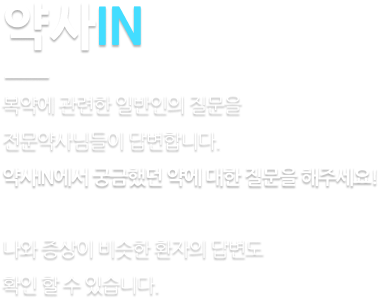 약사IN
복약에 관련한 일반인의 질문을
전문약사님들이 답변합니다.
약사IN에서 궁금했던 약에 대한 질문을 해주세요!
나와 증상이 비슷한 환자의 답변도
확인 할 수 있습니다.